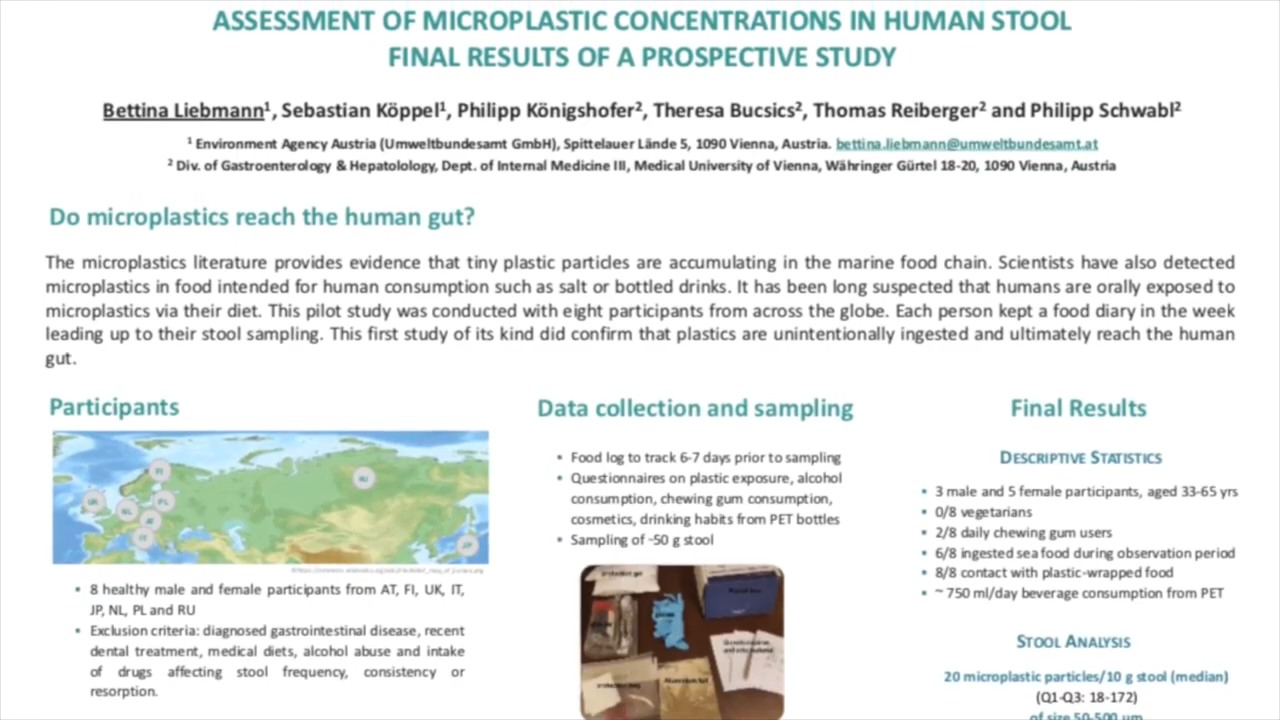 ASSESSMENT OF MICROPLASTIC CONCENTRATIONS IN HUMAN STOOL
FINAL RESULTS OF A PROSPECTIVE STUDY
Bettina Liebmann¹, Sebastian Köppel¹, Philipp Königshofer², Theresa Bucsics², Thomas Reiberger² and Philipp Schwabl²
¹ Environment Agency Austria (Umweltbundesamt GmbH), Spittelauer Lände 5, 1090 Vienna, Austria. bettina.liebmann@umweltbundesamt.at
² Div. of Gastroenterology & Hepatolology, Dept. of Internal Medicine III, Medical University of Vienna, Währinger Gürtel 18-20, 1090 Vienna, Austria
Do microplastics reach the human gut?
The microplastics literature provides evidence that tiny plastic particles are accumulating in the marine food chain. Scientists have also detected
microplastics in food intended for human consumption such as salt or bottled drinks. It has been long suspected that humans are orally exposed to
microplastics via their diet. This pilot study was conducted with eight participants from across the globe. Each person kept a food diary in the week
leading up to their stool sampling. This first study of its kind did confirm that plastics are unintentionally ingested and ultimately reach the human
gut.
Participants
FI
RU
UK
PL
NL
AT
IT
JP
• 8 healthy male and female participants from AT, FI, UK, IT,
JP, NL, PL and RU
• Exclusion criteria: diagnosed gastrointestinal disease, recent
dental treatment, medical diets, alcohol abuse and intake
of drugs affecting stool frequency, consistency or
resorption.
Data collection and sampling
• Food log to track 6-7 days prior to sampling
• Questionnaires on plastic exposure, alcohol
consumption, chewing gum consumption,
cosmetics, drinking habits from PET bottles
• Sampling of ~50 g stool
Aluminium foil
Final Results
DESCRIPTIVE STATISTICS
• 3 male and 5 female participants, aged 33-65 yrs
• 0/8 vegetarians
• 2/8 daily chewing gum users
• 6/8 ingested sea food during observation period
• 8/8 contact with plastic-wrapped food
• ~ 750 ml/day beverage consumption from PET
STOOL ANALYSIS
20 microplastic particles/10 g stool (median)
(Q1-Q3: 18-172)
of size 50-500 µm